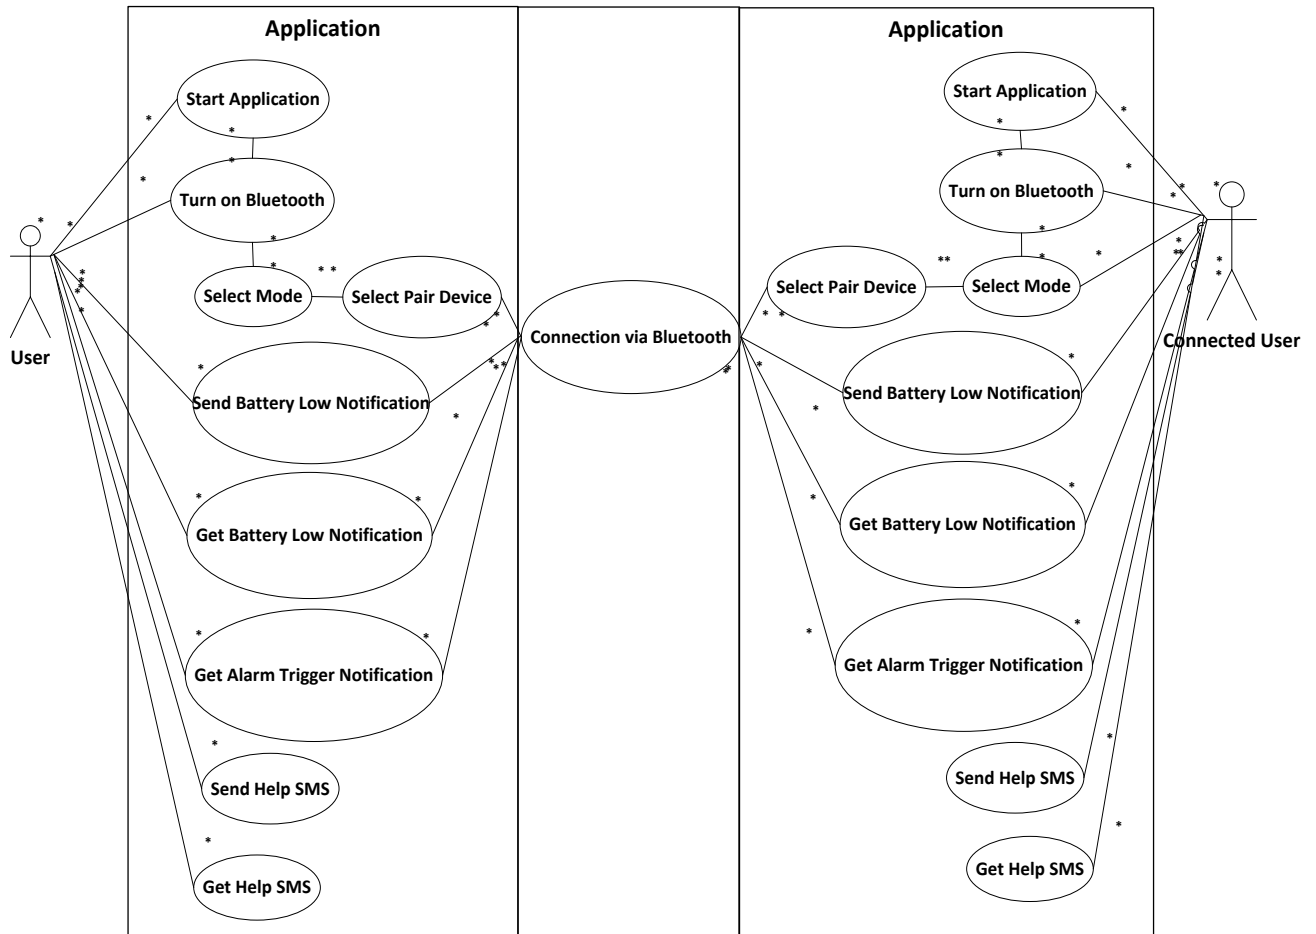 Application
Start Application
Turn on Bluetooth
Select Mode
Select Pair Device
Send Battery Low Notification
Get Battery Low Notification
Get Alarm Trigger Notification
Send Help SMS
Get Help SMS
User
Connection via Bluetooth
Application
Start Application
Turn on Bluetooth
Select Pair Device
Select Mode
Send Battery Low Notification
Get Battery Low Notification
Get Alarm Trigger Notification
Send Help SMS
Get Help SMS
Connected User